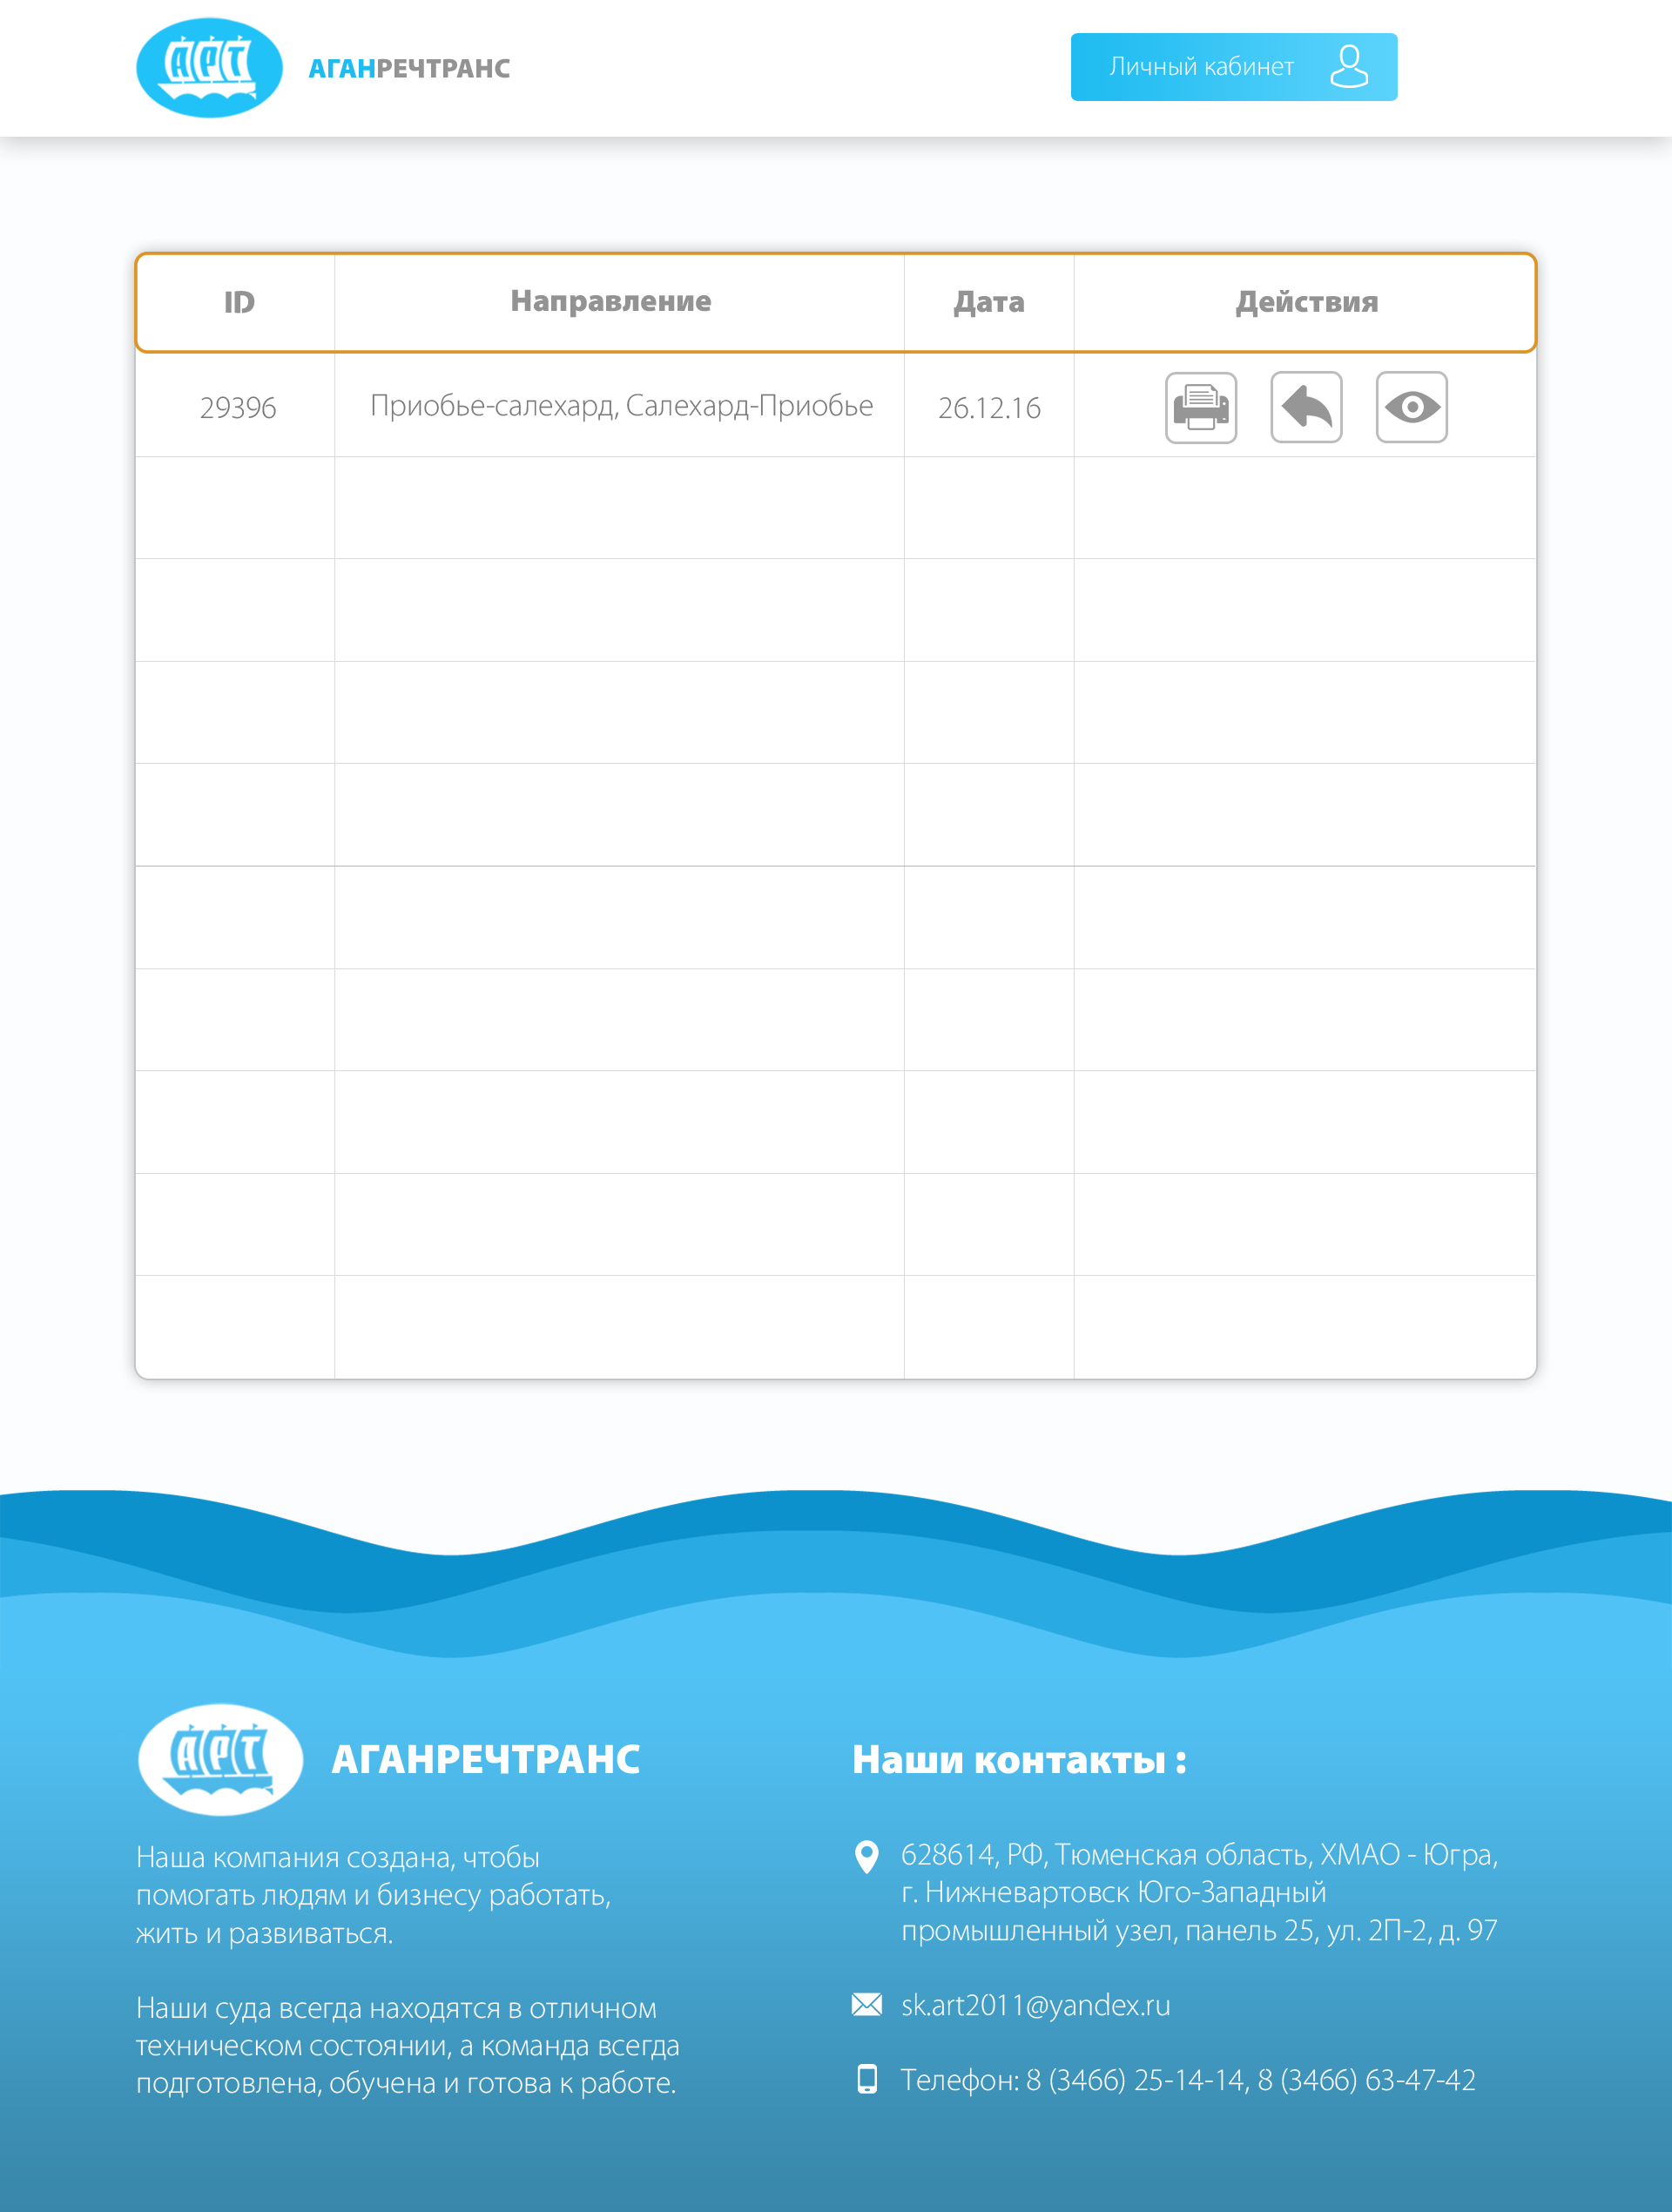 АРТ
АГАНРЕЧТРАНС
Личный кабинет
ID
Направление
Дата
Действия
29396
Приобье-салехард, Салехард-Приобье
26.12.16
АРТ
АГАНРЕЧТРАНС
Наша компания создана, чтобы
помогать людям и бизнесу работать,
жить и развиваться.
Наши суда всегда находятся в отличном
техническом состоянии, а команда всегда
подготовлена, обучена и готова к работе.
Наши контакты :
628614, РФ, Тюменская область, ХМАО - Югра,
г. Нижневартовск Юго-Западный
промышленный узел, панель 25, ул. 2П-2, д. 97
sk.art2011@yandex.ru
Телефон: 8 (3466) 25-14-14, 8 (3466) 63-47-42